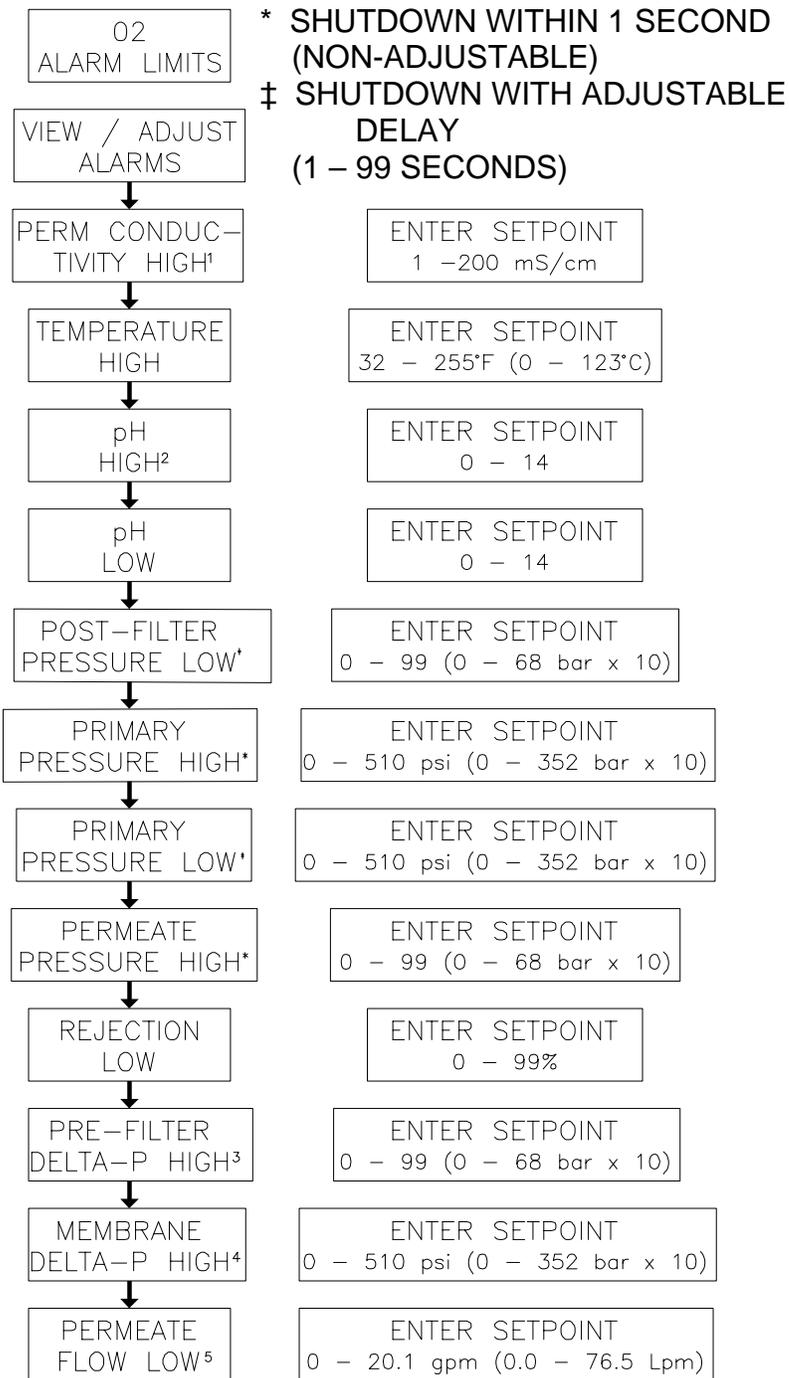 02
ALARM LIMITS
* SHUTDOWN WITHIN 1 SECOND
(NON-ADJUSTABLE)
‡ SHUTDOWN WITH ADJUSTABLE
DELAY
(1 – 99 SECONDS)
VIEW / ADJUST
ALARMS
PERM CONDUC–
TIVITY HIGH¹
ENTER SETPOINT
1 –200 mS/cm
TEMPERATURE
HIGH
ENTER SETPOINT
32 – 255°F (0 – 123°C)
pH
HIGH²
ENTER SETPOINT
0 – 14
pH
LOW
ENTER SETPOINT
0 – 14
POST–FILTER
PRESSURE LOW‡
ENTER SETPOINT
0 – 99 (0 – 68 bar x 10)
PRIMARY
PRESSURE HIGH*
ENTER SETPOINT
0 – 510 psi (0 – 352 bar x 10)
PRIMARY
PRESSURE LOW‡
ENTER SETPOINT
0 – 510 psi (0 – 352 bar x 10)
PERMEATE
PRESSURE HIGH*
ENTER SETPOINT
0 – 99 (0 – 68 bar x 10)
REJECTION
LOW
ENTER SETPOINT
0 – 99%
PRE–FILTER
DELTA–P HIGH³
ENTER SETPOINT
0 – 99 (0 – 68 bar x 10)
MEMBRANE
DELTA–P HIGH⁴
ENTER SETPOINT
0 – 510 psi (0 – 352 bar x 10)
PERMEATE
FLOW LOW⁵
ENTER SETPOINT
0 – 20.1 gpm (0.0 – 76.5 Lpm)